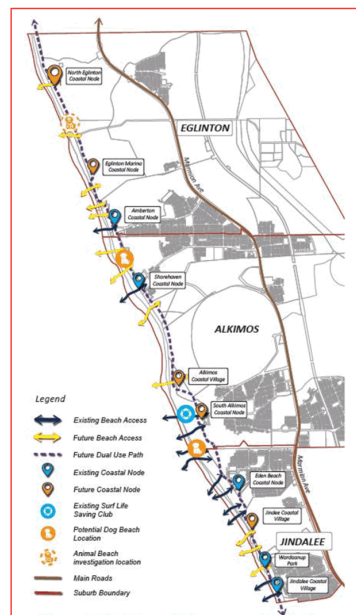 North Eglinton
Coastal Node
EGLINTON
Marmion Ave
Eglinton Marina
Coastal Node
Amberton
Coastal Node
Shorehaven
Coastal Node
ALKIMOS
Alkimos
Coastal Village
South Alkimos
Coastal Node
Marmion Ave
Eden Beach
Coastal Node
Jindee Coastal
Village
JINDALEE
Wardanup
Park
Jindalee Coastal
Village
Legend
Existing Beach Access
Future Beach Access
Future Dual Use Path
Existing Coastal Node
Future Coastal Node
Existing Surf Life
Saving Club
Potential Dog Beach
Location
Animal Beach
investigation location
Main Roads
Suburb Boundary